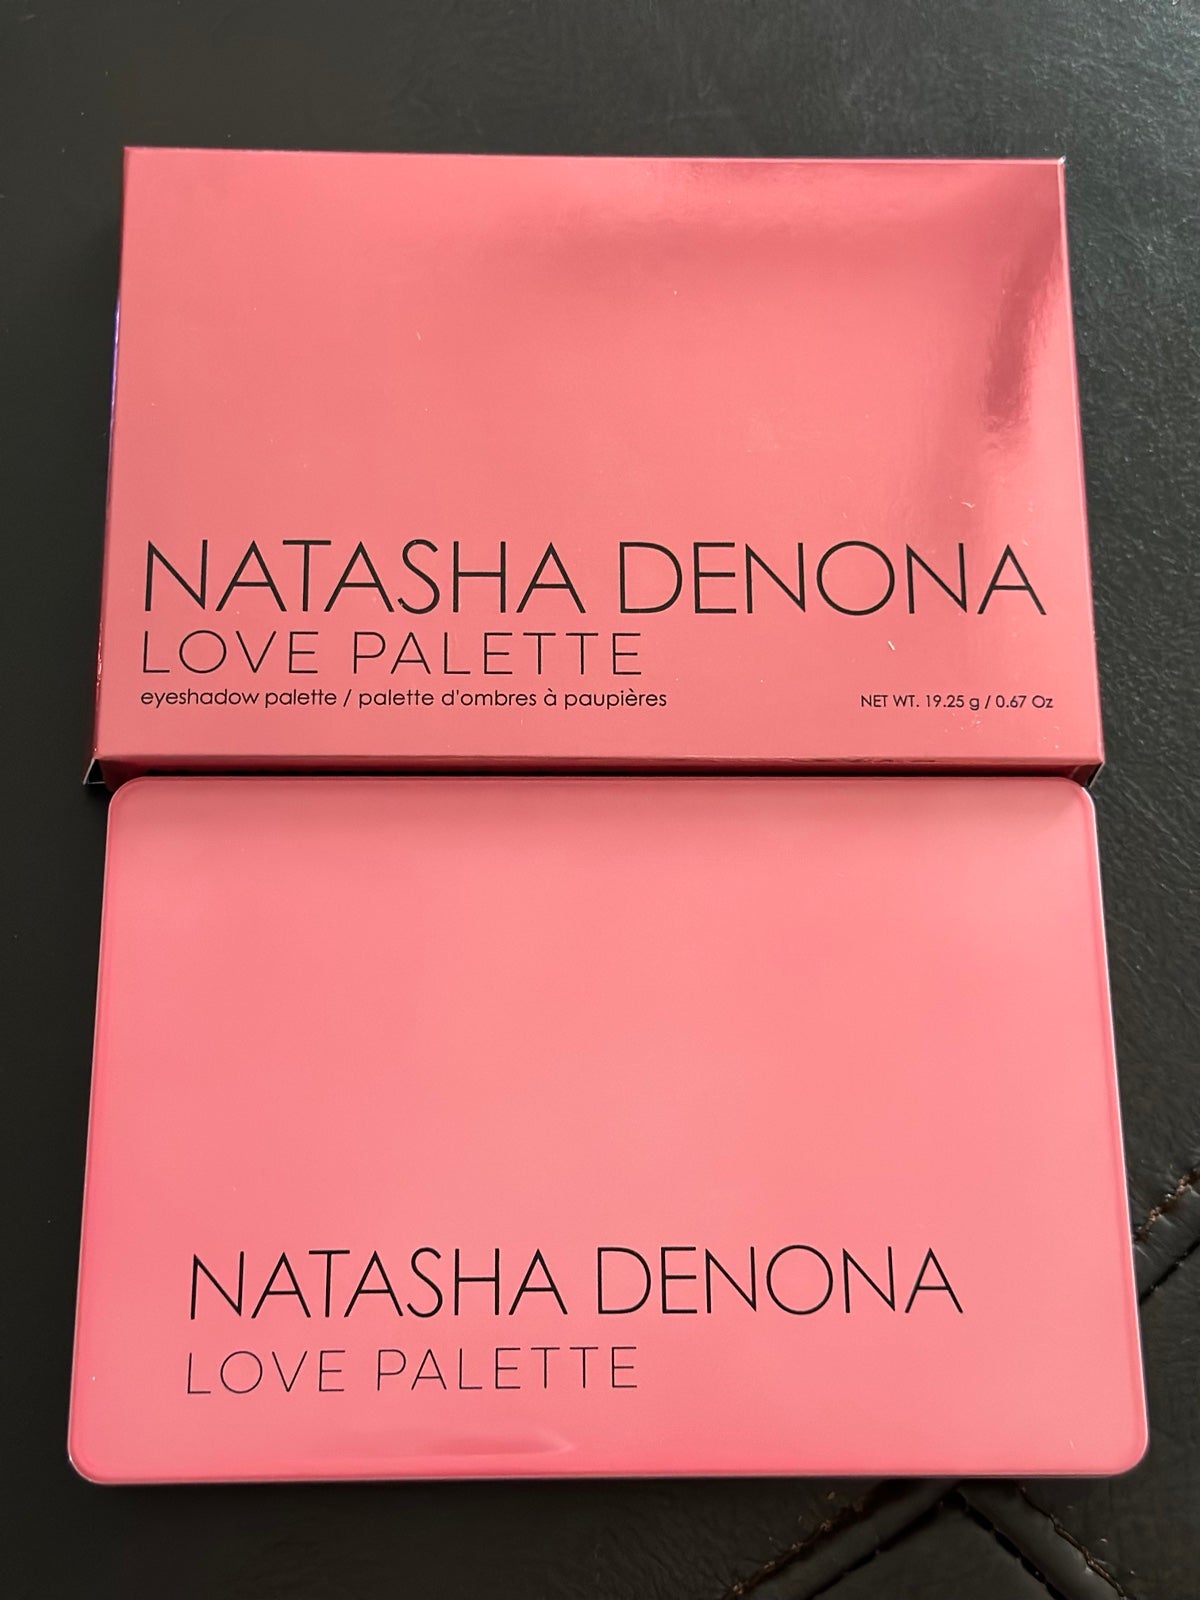 NATASHA DENONA
LOVE PALETTE
eyeshadow palette / palette d'ombres à paupières
NET WT. 19.25 g / 0.67 Oz
NATASHA DENONA
LOVE PALETTE